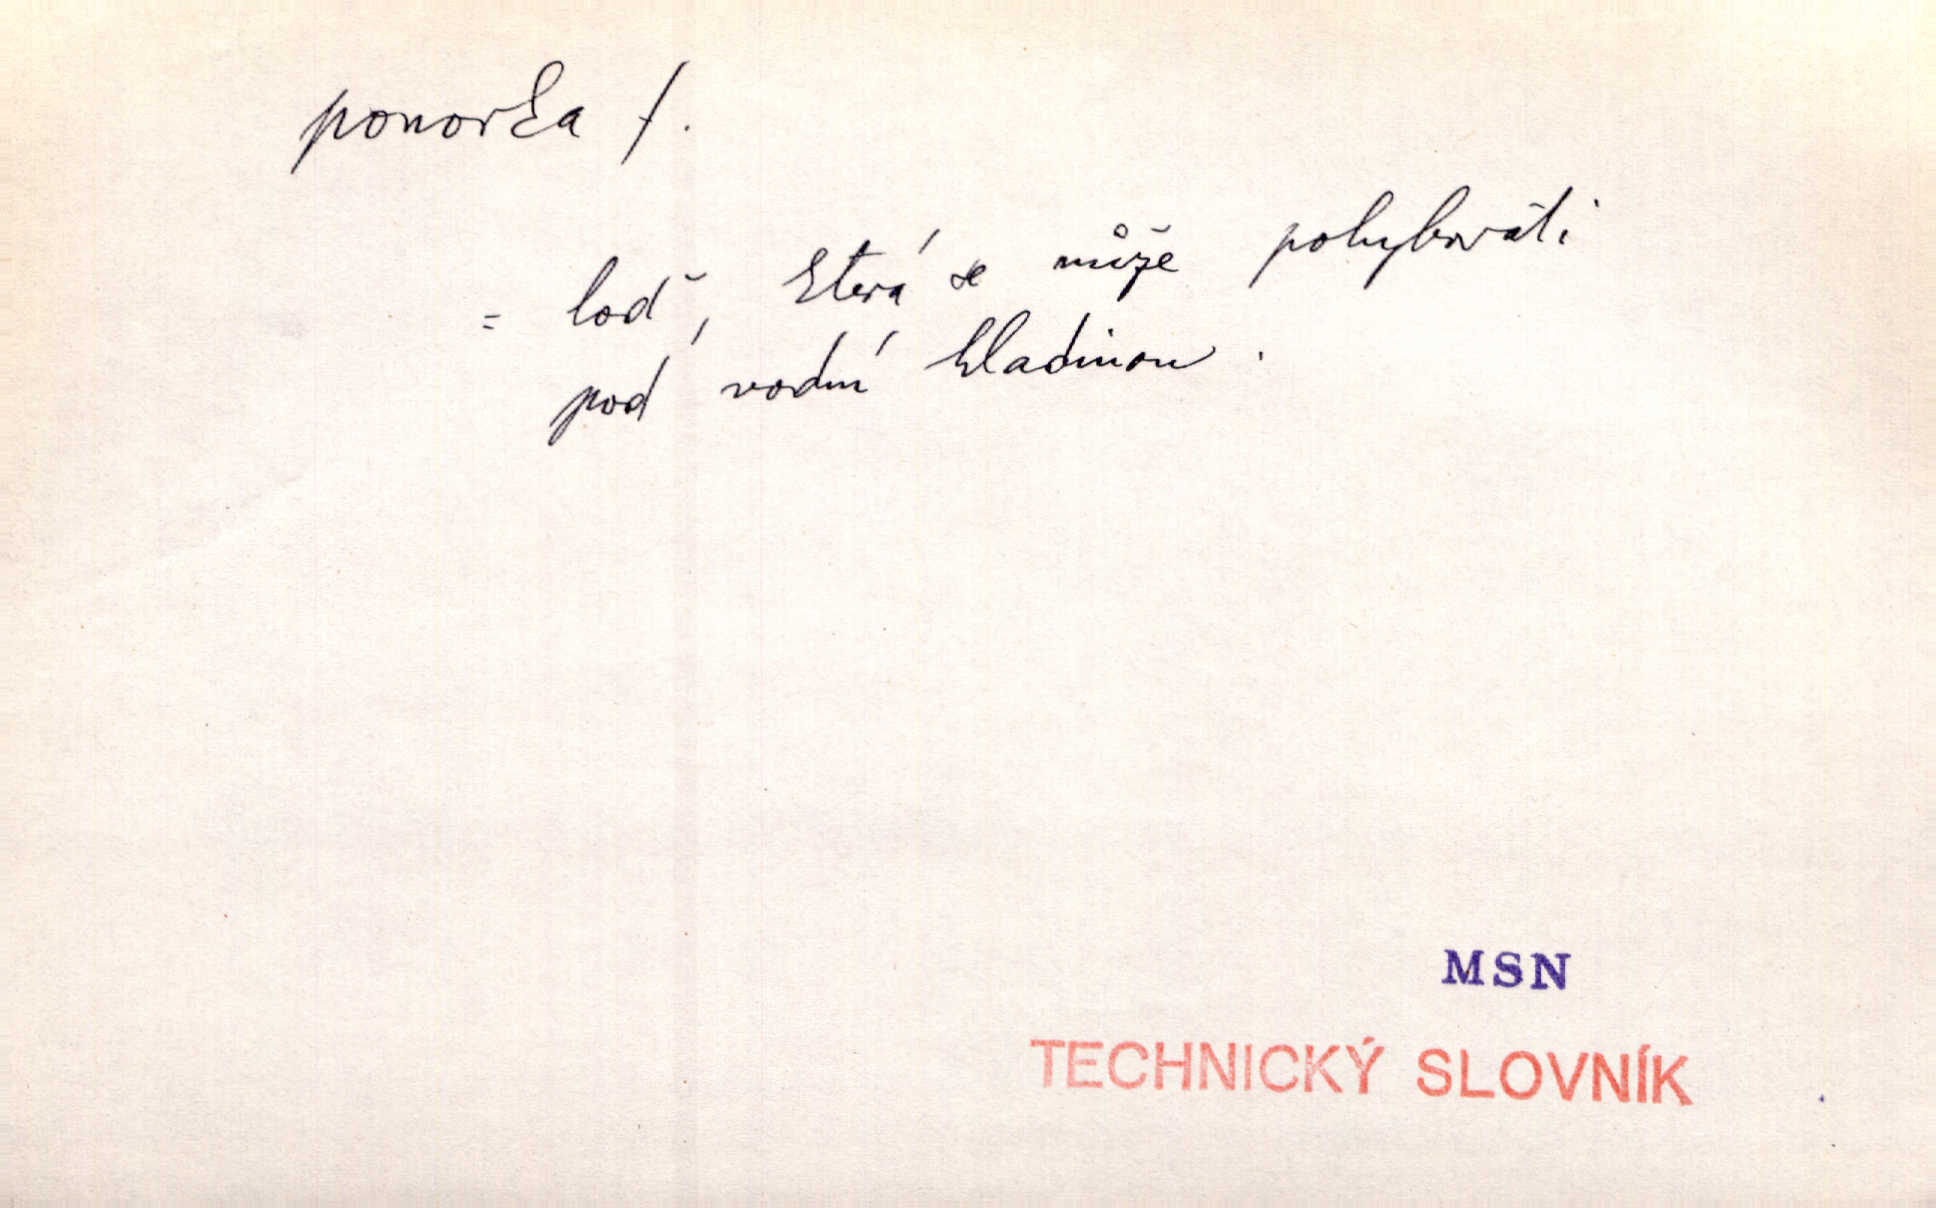 ponorka f.
= loď, která se může pohybovati
pod vodní hladinou.
MSN
TECHNICKÝ SLOVNÍK